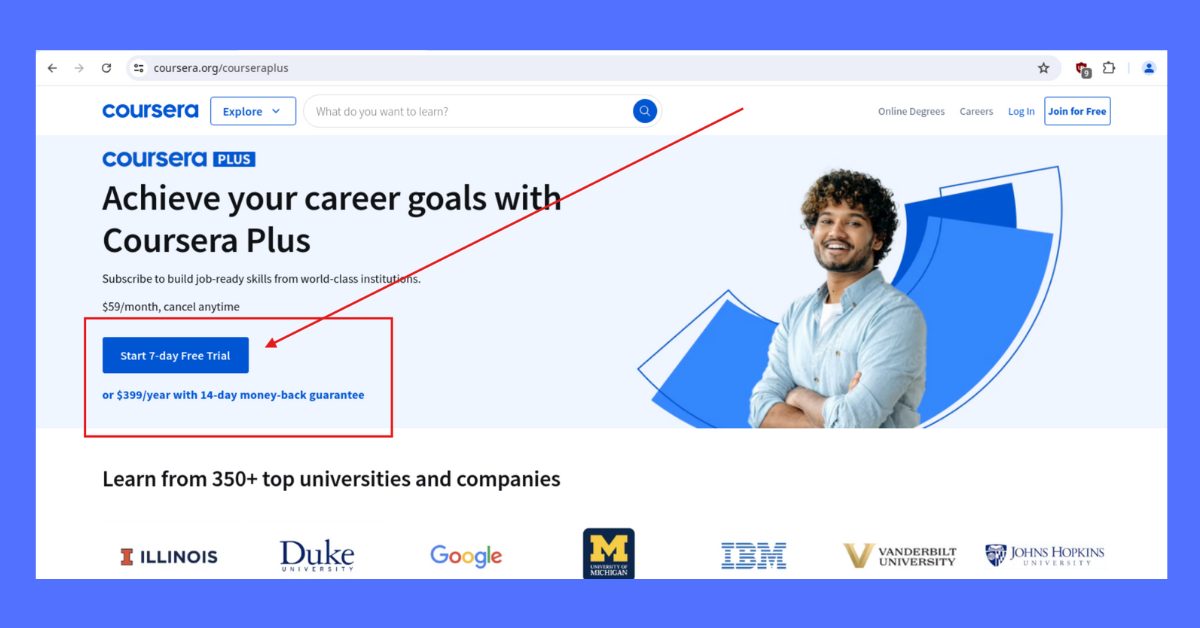 coursera.org/courseraplus
9
coursera
Explore
What do you want to learn?
Online Degrees
Careers
Log In
Join for Free
coursera PLUS
Achieve your career goals with
Coursera Plus
Subscribe to build job-ready skills from world-class institutions.
$59/month, cancel anytime
Start 7-day Free Trial
or $399/year with 14-day money-back guarantee
Learn from 350+ top universities and companies
I ILLINOIS
Duke
UNIVERSITY
Google
M
UNIVERSITY OF
MICHIGAN
IBM
V VANDERBILT
UNIVERSITY
JOHNS HOPKINS
UNIVERSITY